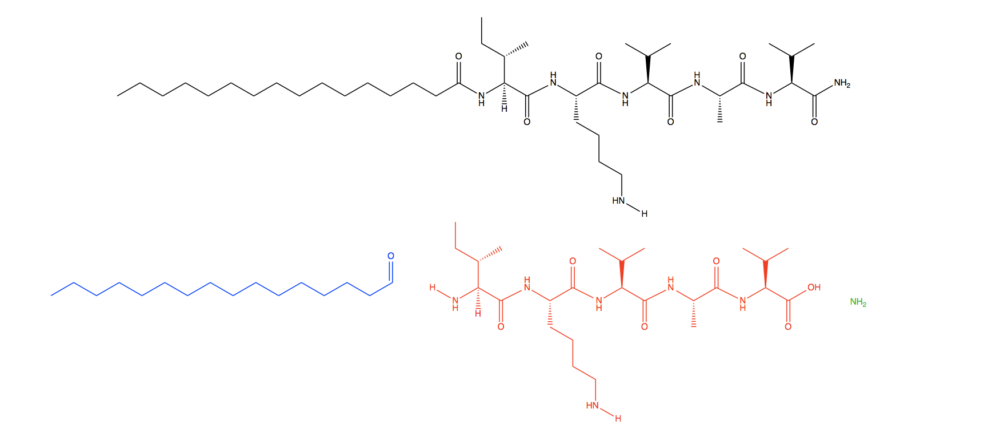 O O O
H H
N N NH₂
N N N
H H H H
O O O
HN
H
O O O
H H
H N N OH
N N N NH₂
H H H H
O O O
HN
H